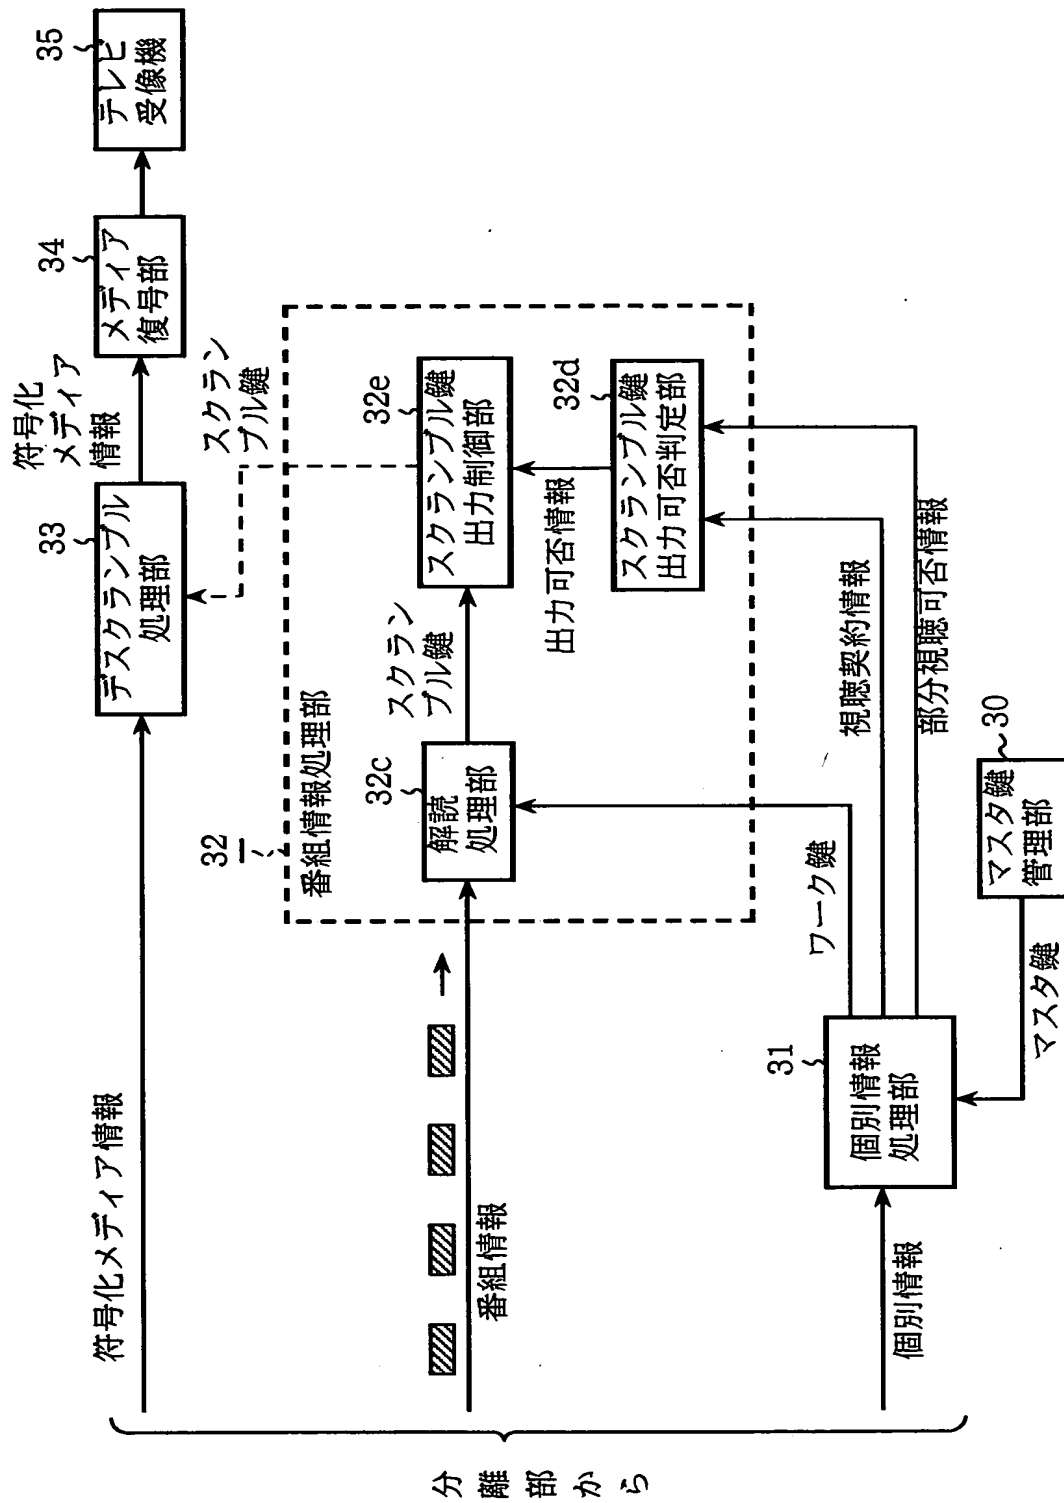 分離部から
符号化メディア情報
デスクランブル
処理部
33
符号化
メディア
情報
メディア
復号部
34
テレビ
受像機
35
スクラン
ブル鍵
32
番組情報処理部
番組情報
解読
処理部
32c
スクラン
ブル鍵
スクランブル鍵
出力制御部
32e
出力可否情報
スクランブル鍵
出力可否判定部
32d
個別情報
個別情報
処理部
31
ワーク鍵
視聴契約情報
部分視聴可否情報
マスタ鍵
マスタ鍵
管理部
30